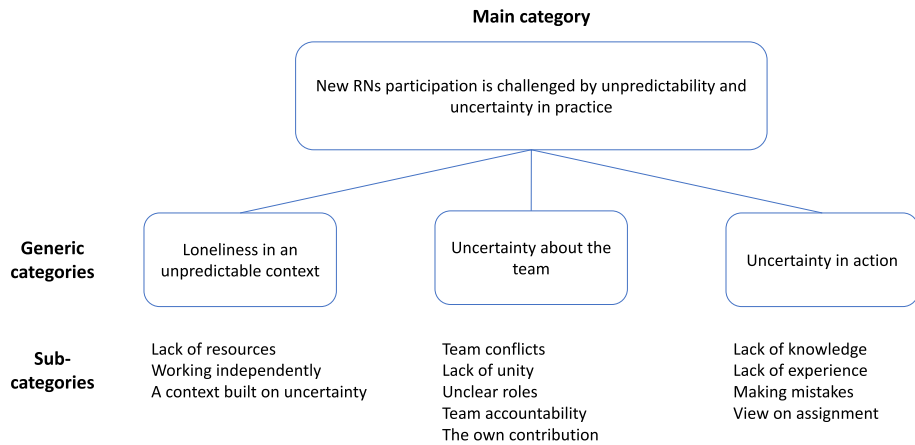 Main category
New RNs participation is challenged by unpredictability and
uncertainty in practice
Generic
categories
Loneliness in an
unpredictable context
Uncertainty about the
team
Uncertainty in action
Sub-
categories
Lack of resources
Working independently
A context built on uncertainty
Team conflicts
Lack of unity
Unclear roles
Team accountability
The own contribution
Lack of knowledge
Lack of experience
Making mistakes
View on assignment